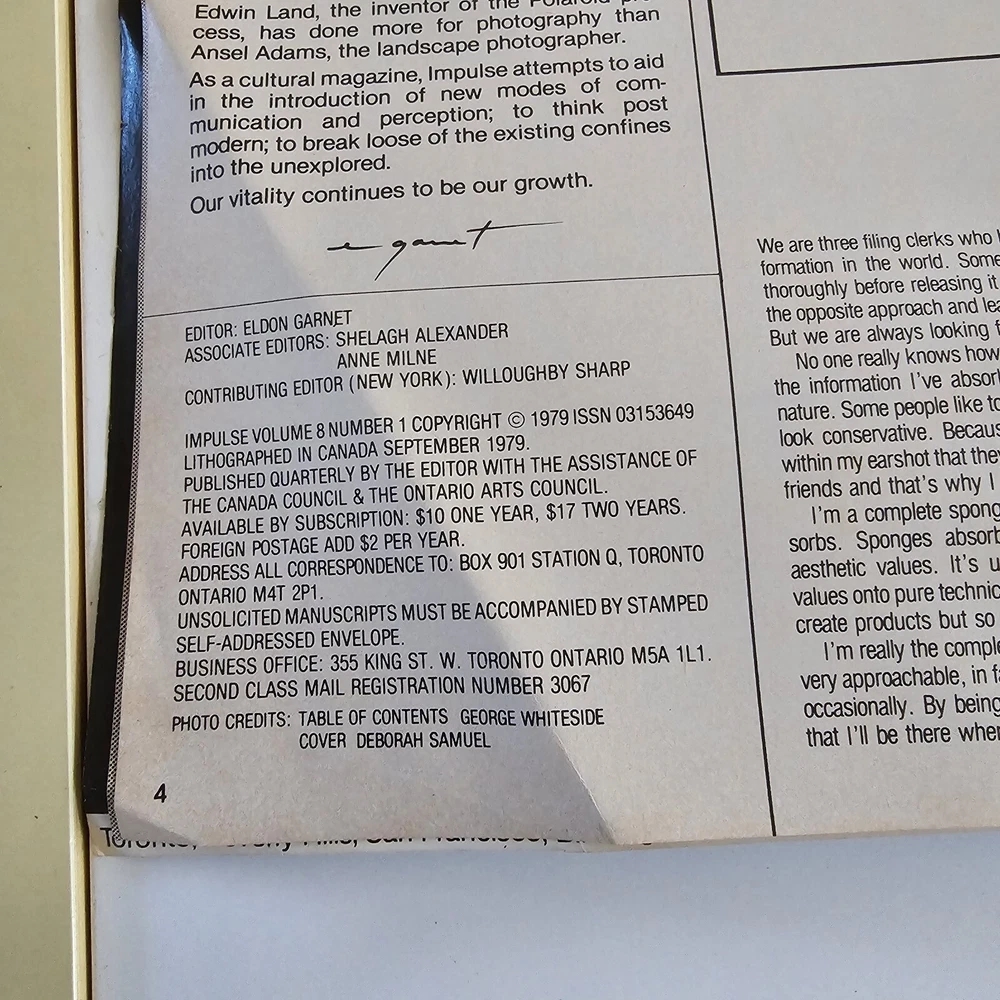 Edwin Land, the inventor of the Polaroid pro-
cess, has done more for photography than
Ansel Adams, the landscape photographer.
As a cultural magazine, Impulse attempts to aid
in the introduction of new modes of com-
munication and perception; to think post
modern; to break loose of the existing confines
into the unexplored.
Our vitality continues to be our growth.
e garnet
EDITOR: ELDON GARNET
ASSOCIATE EDITORS: SHELAGH ALEXANDER
ANNE MILNE
CONTRIBUTING EDITOR (NEW YORK): WILLOUGHBY SHARP
IMPULSE VOLUME 8 NUMBER 1 COPYRIGHT © 1979 ISSN 03153649
LITHOGRAPHED IN CANADA SEPTEMBER 1979.
PUBLISHED QUARTERLY BY THE EDITOR WITH THE ASSISTANCE OF
THE CANADA COUNCIL & THE ONTARIO ARTS COUNCIL.
AVAILABLE BY SUBSCRIPTION: $10 ONE YEAR, $17 TWO YEARS.
FOREIGN POSTAGE ADD $2 PER YEAR.
ADDRESS ALL CORRESPONDENCE TO: BOX 901 STATION Q, TORONTO
ONTARIO M4T 2P1.
UNSOLICITED MANUSCRIPTS MUST BE ACCOMPANIED BY STAMPED
SELF-ADDRESSED ENVELOPE.
BUSINESS OFFICE: 355 KING ST. W. TORONTO ONTARIO M5A 1L1.
SECOND CLASS MAIL REGISTRATION NUMBER 3067
PHOTO CREDITS: TABLE OF CONTENTS GEORGE WHITESIDE
COVER DEBORAH SAMUEL
4
We are three filing clerks who
formation in the world. Some
thoroughly before releasing it
the opposite approach and
But we are always looking
No one really knows how
the information I've
nature. Some people like
look conservative.
within my earshot that they
friends and that's why I
I'm a complete
sorbs. Sponges
aesthetic values. It's
values onto pure
create products but so
I'm really the
very approachable, in
occasionally. By being
that I'll be there
Toronto,